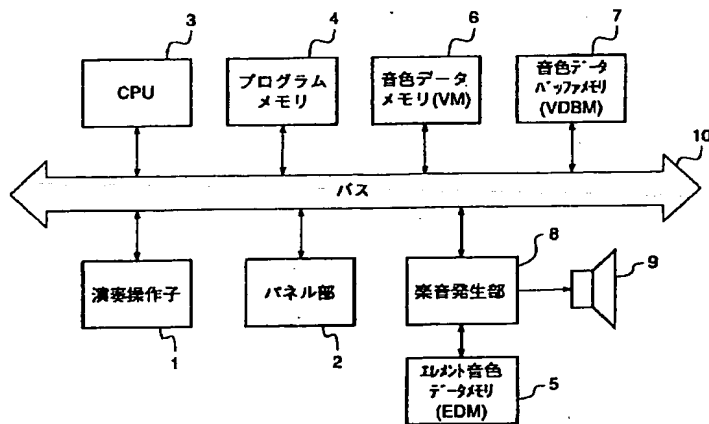 3
4
6
7
CPU
プログラム
メモリ
音色データ
メモリ(VM)
音色データ
バッファメモリ
(VDBM)
10
バス
8
9
演奏操作子
パネル部
楽音発生部
1
2
エレメント音色
データメモリ
(EDM)
5